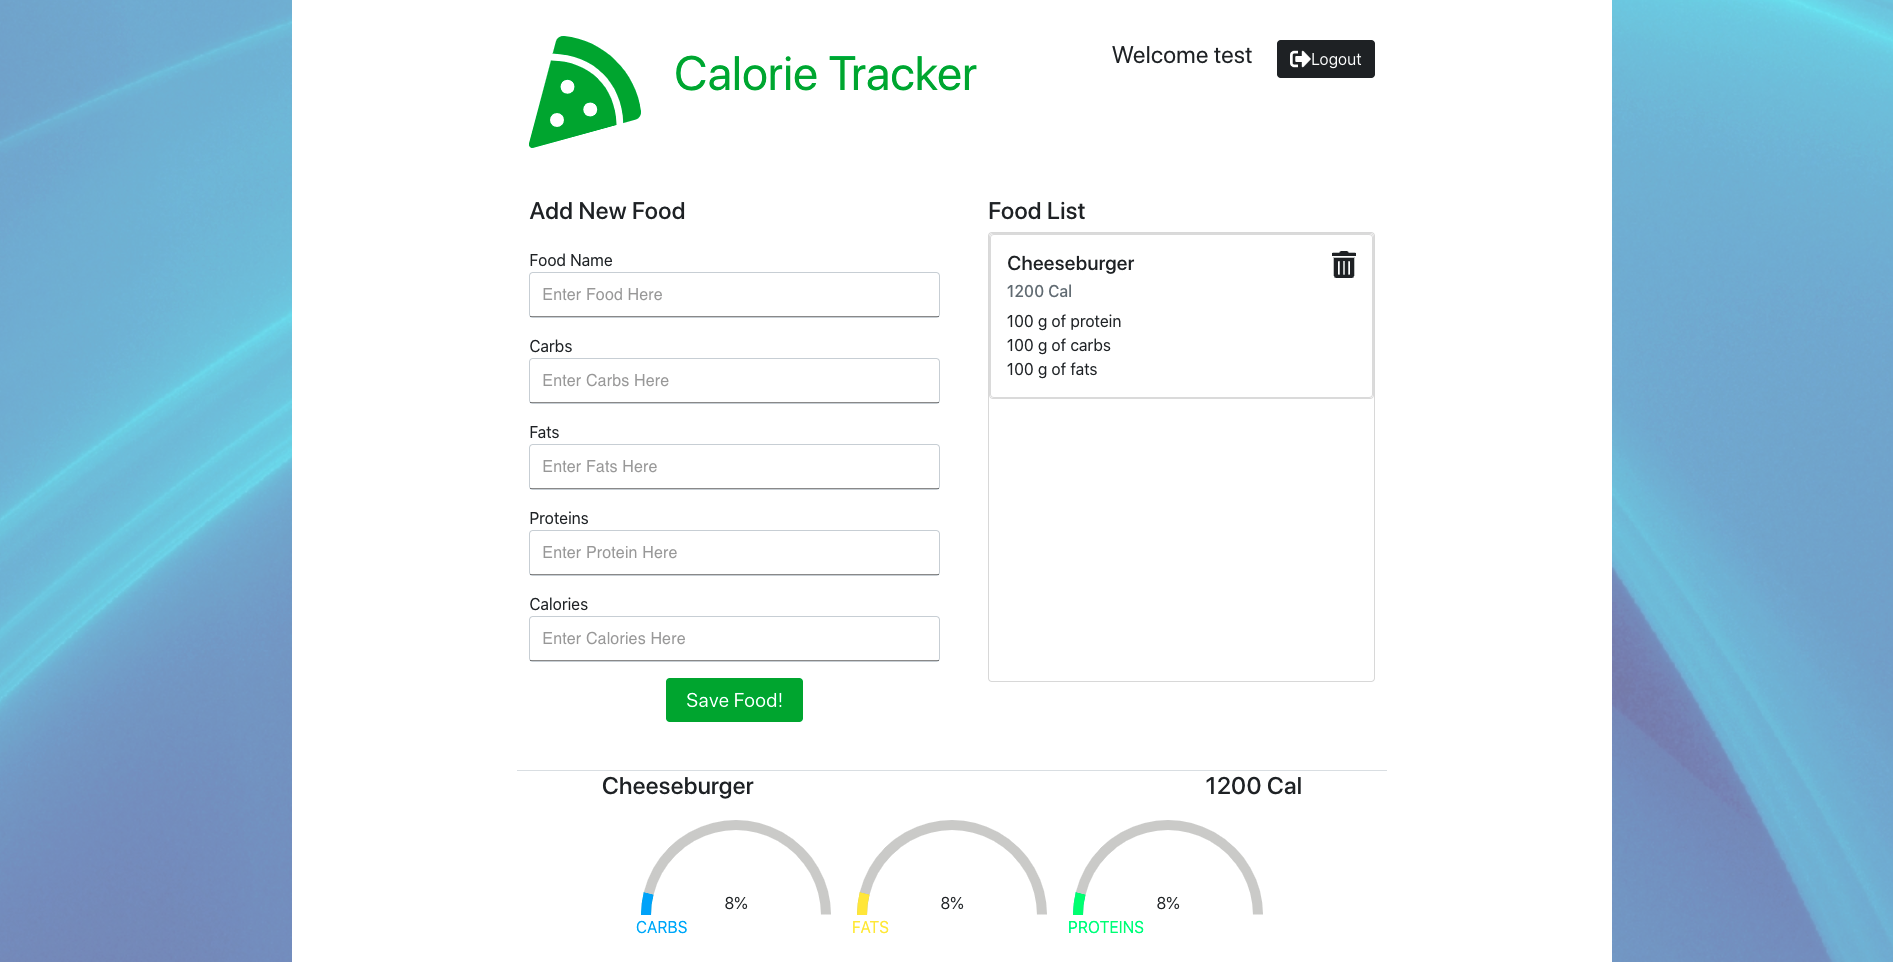 Calorie Tracker
Welcome test
Logout
Add New Food
Food Name
Enter Food Here
Carbs
Enter Carbs Here
Fats
Enter Fats Here
Proteins
Enter Protein Here
Calories
Enter Calories Here
Save Food!
Food List
Cheeseburger
1200 Cal
100 g of protein
100 g of carbs
100 g of fats
Cheeseburger
1200 Cal
8%
CARBS
8%
FATS
8%
PROTEINS